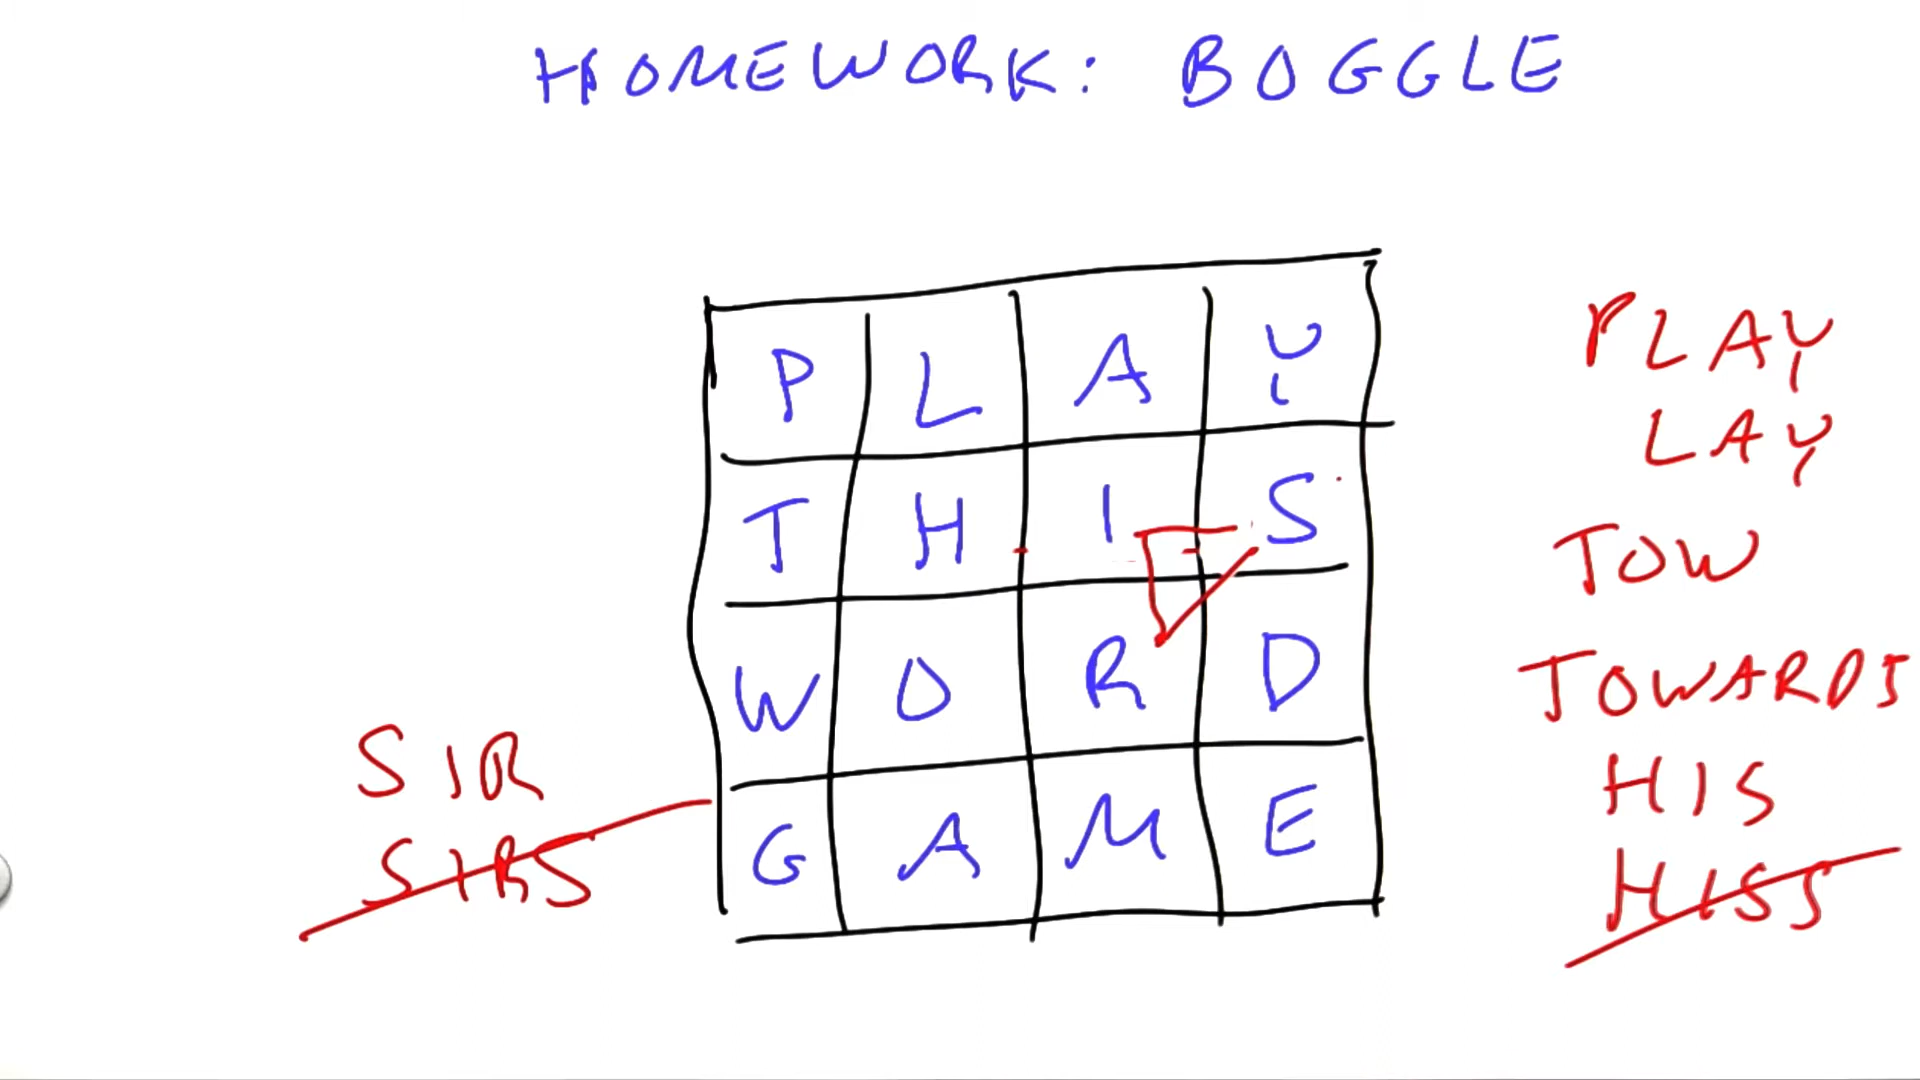 HOMEWORK: BOGGLE
P L A Y
T H I S
W O R D
G A M E
PLAY
LAY
TOW
TOWARDS
HIS
HISS
SIR
SIRS